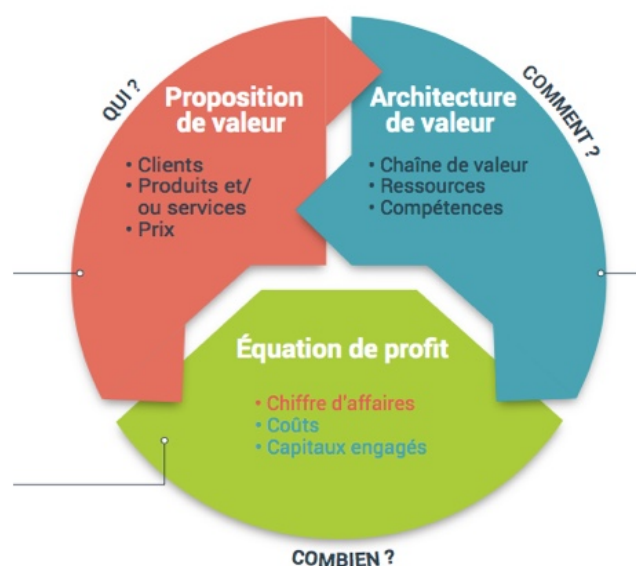 QUI ?
Proposition
de valeur
• Clients
• Produits et/
ou services
• Prix
COMMENT ?
Architecture
de valeur
• Chaîne de valeur
• Ressources
• Compétences
Équation de profit
• Chiffre d'affaires
• Coûts
• Capitaux engagés
COMBIEN ?